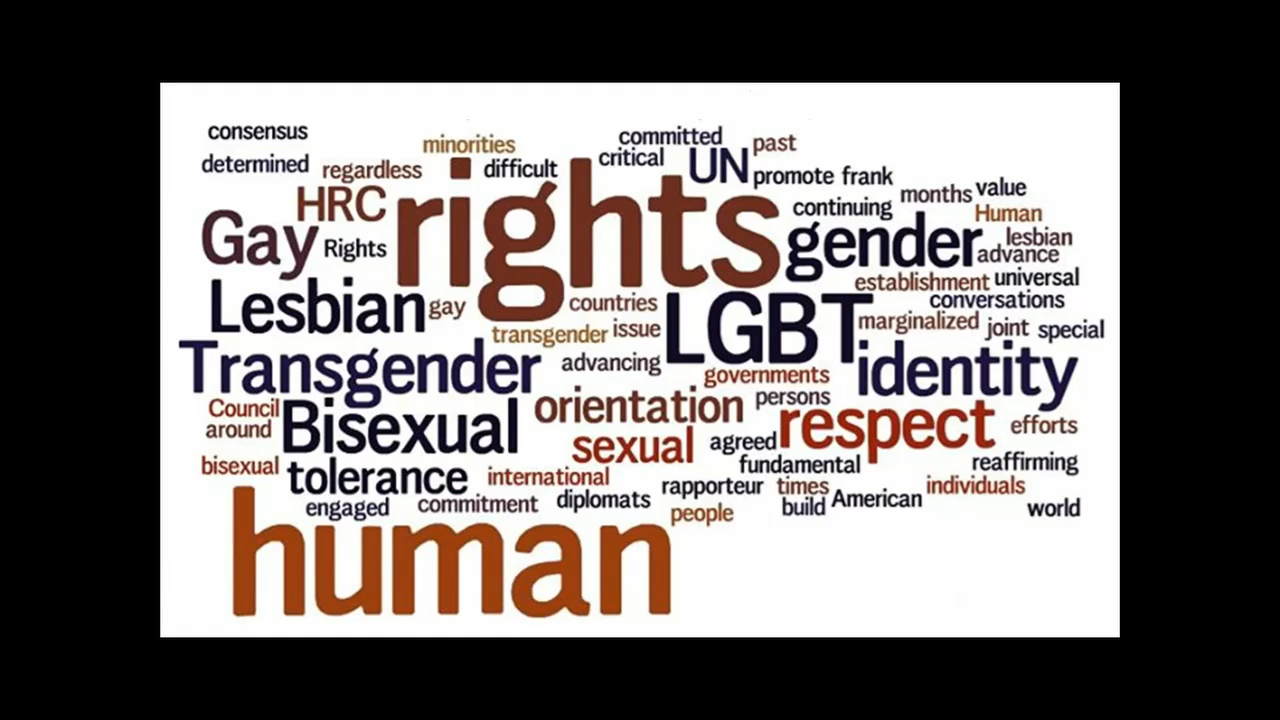 consensus minorities committed past
determined regardless difficult critical UN promote frank
HRC rights continuing months value
Gay Rights gender Human lesbian
advance
Lesbian gay countries establishment universal
transgender issue LGBT conversations
marginalized joint special
Transgender advancing governments identity
Council Bisexual orientation persons respect efforts
around sexual agreed
bisexual tolerance international fundamental reaffirming
engaged commitment diplomats rapporteur times individuals
people build American world
human